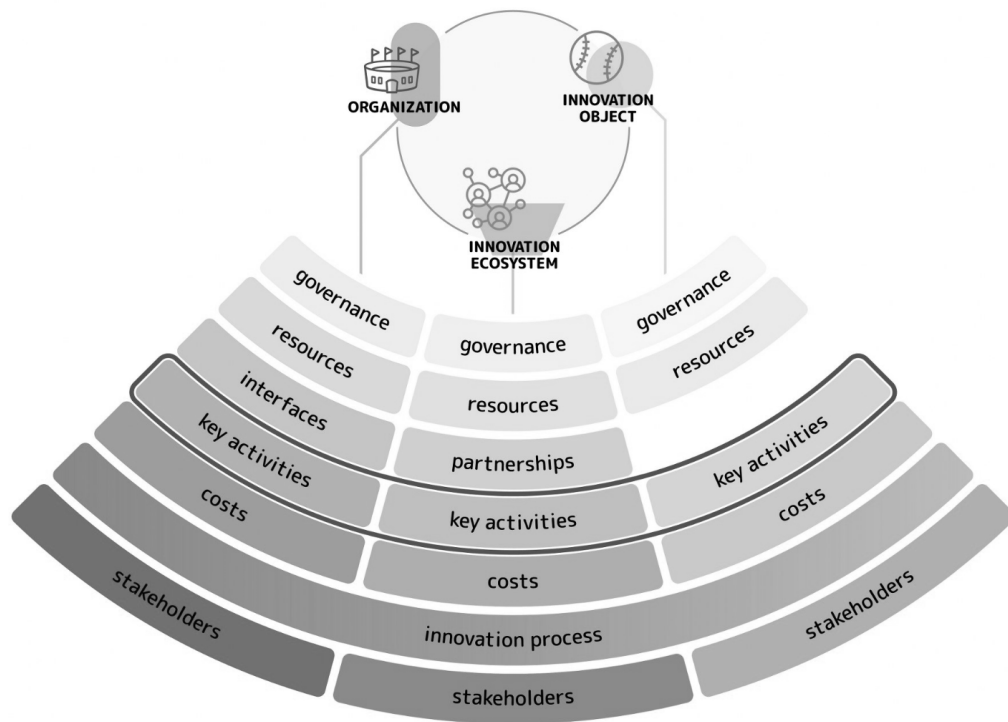 ORGANIZATION
INNOVATION
OBJECT
INNOVATION
ECOSYSTEM
governance
governance
governance
resources
resources
resources
interfaces
partnerships
key activities
key activities
key activities
costs
costs
costs
innovation process
stakeholders
stakeholders
stakeholders